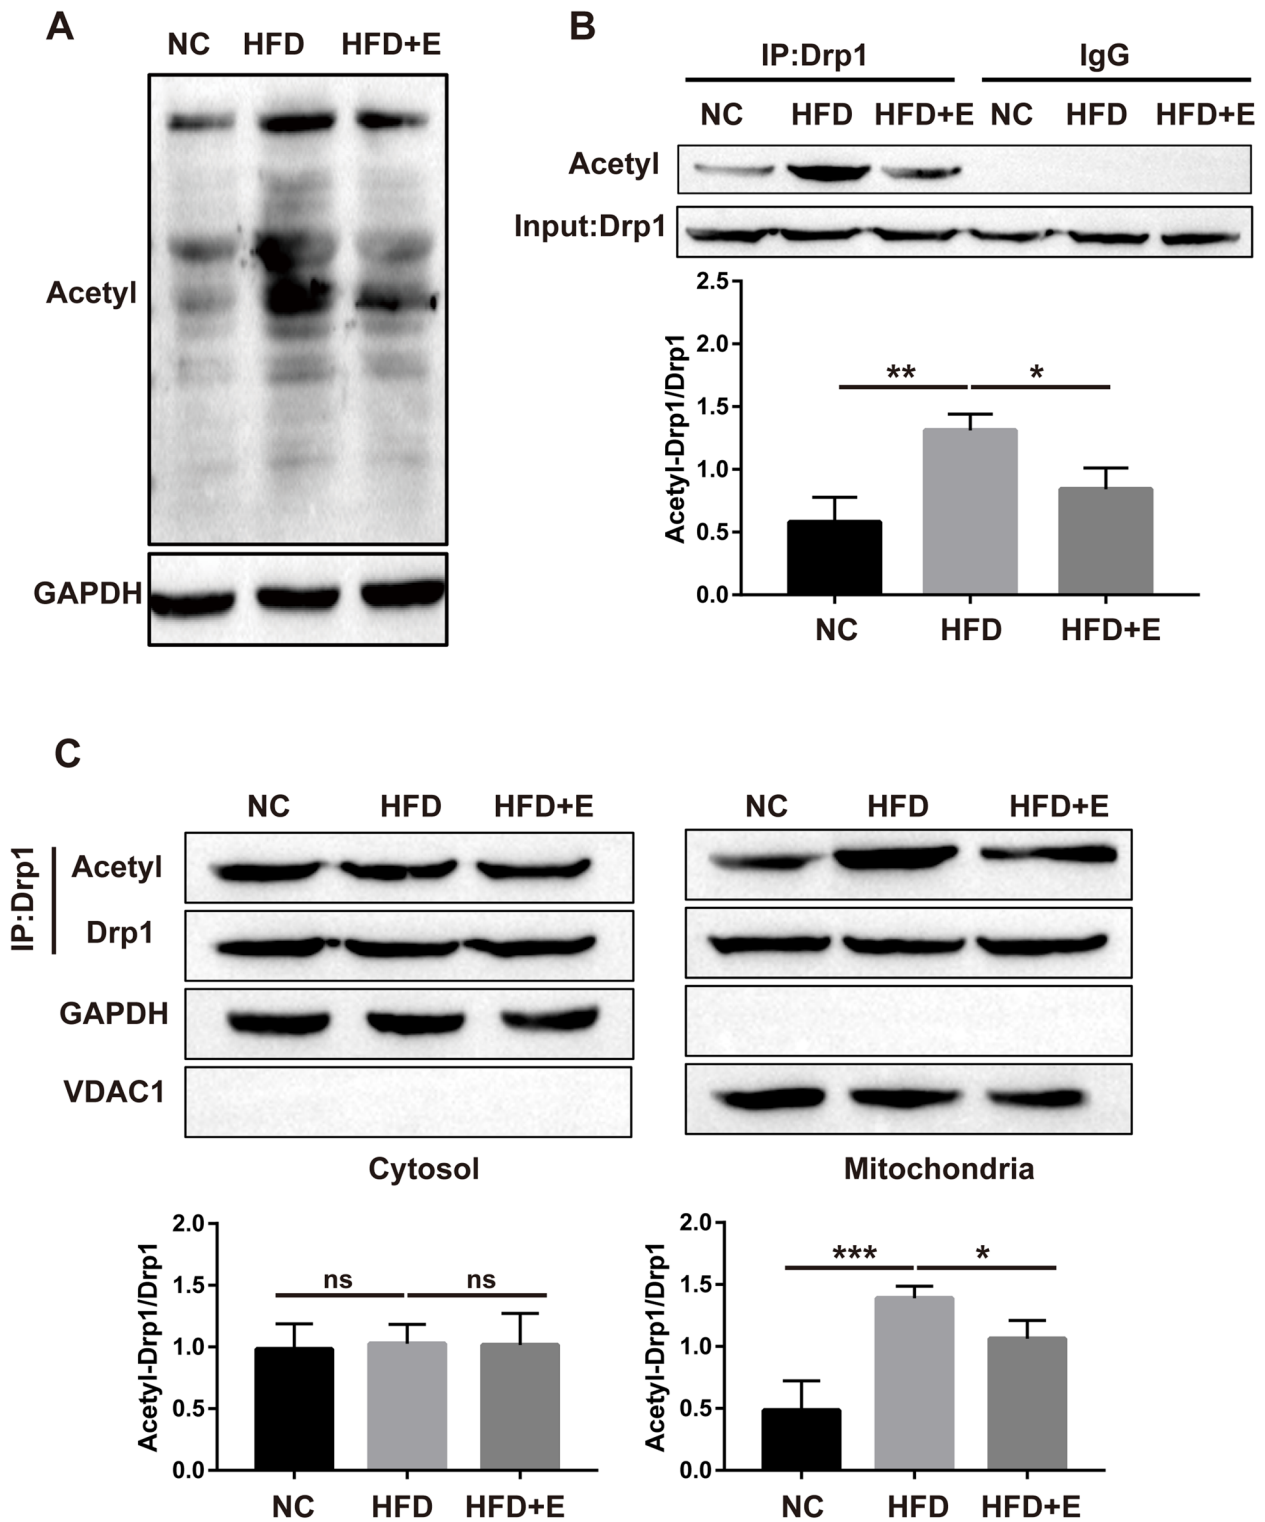 A
NC HFD HFD+E
Acetyl
GAPDH
B
IP:Drp1 IgG
NC HFD HFD+E NC HFD HFD+E
Acetyl
Input:Drp1
Acetyl-Drp1/Drp1
2.5
2.0
1.5
1.0
0.5
0.0
** *
NC HFD HFD+E
C
NC HFD HFD+E NC HFD HFD+E
IP:Drp1
Acetyl
Drp1
GAPDH
VDAC1
Cytosol Mitochondria
Acetyl-Drp1/Drp1
2.0
1.5
1.0
0.5
0.0
ns ns
NC HFD HFD+E
Acetyl-Drp1/Drp1
2.0
1.5
1.0
0.5
0.0
*** *
NC HFD HFD+E